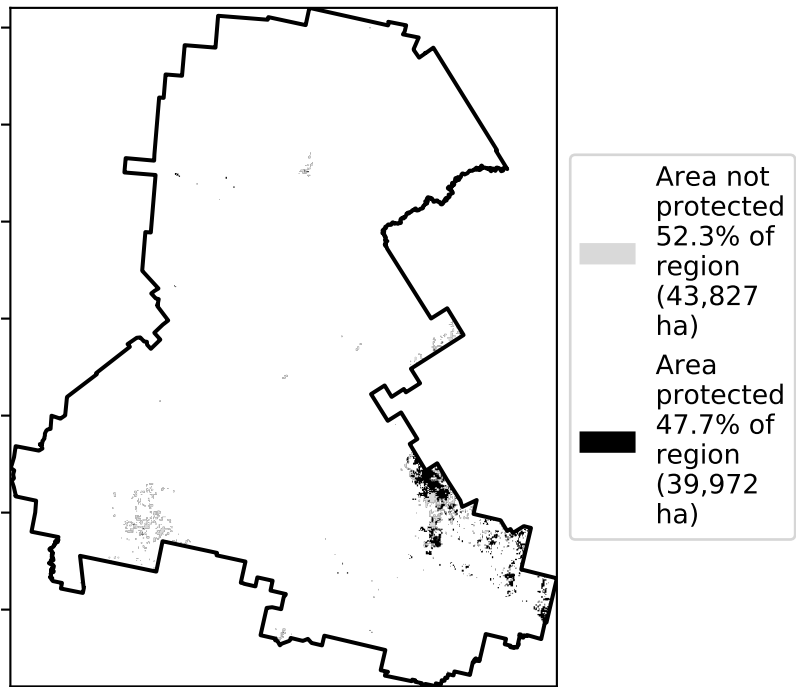 Area not
protected
52.3% of
region
(43,827
ha)
Area
protected
47.7% of
region
(39,972
ha)